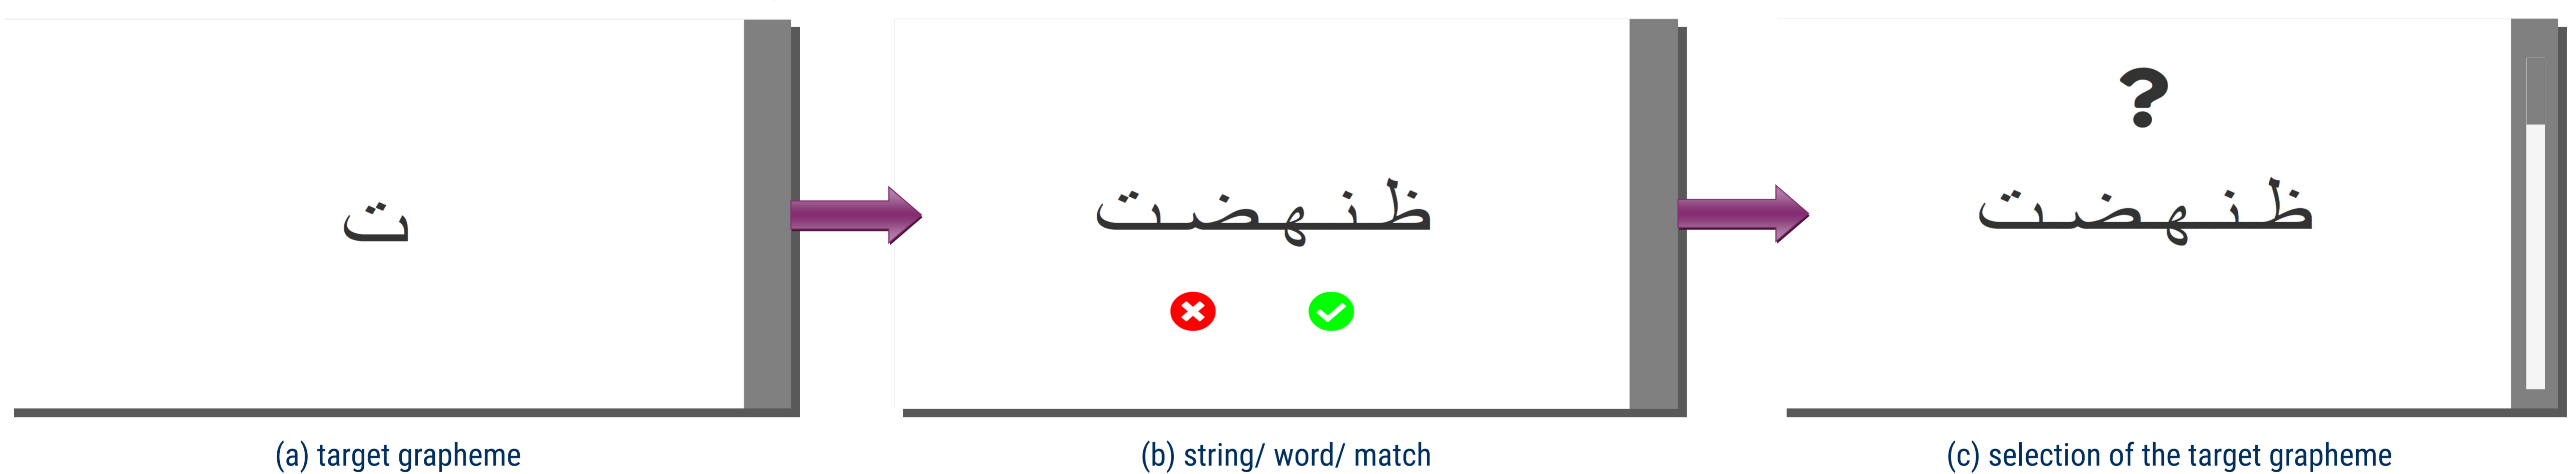 ت
ظنهضت
?
ظنهضت
(a) target grapheme
(b) string/ word/ match
(c) selection of the target grapheme